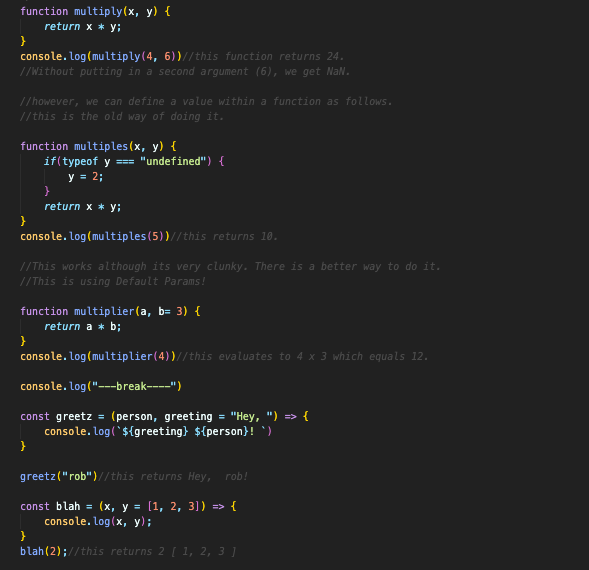 function multiply(x, y) {
    return x * y;
}
console.log(multiply(4, 6))//this function returns 24.
//Without putting in a second argument (6), we get NaN.
//however, we can define a value within a function as follows.
//this is the old way of doing it.
function multiples(x, y) {
    if(typeof y === "undefined") {
        y = 2;
    }
    return x * y;
}
console.log(multiples(5))//this returns 10.
//This works although its very clunky. There is a better way to do it.
//This is using Default Params!
function multiplier(a, b= 3) {
    return a * b;
}
console.log(multiplier(4))//this evaluates to 4 x 3 which equals 12.
console.log("---break----")
const greetz = (person, greeting = "Hey, ") => {
    console.log(`${greeting} ${person}! `)
}
greetz("rob")//this returns Hey,  rob!
const blah = (x, y = [1, 2, 3]) => {
    console.log(x, y);
}
blah(2);//this returns 2 [ 1, 2, 3 ]